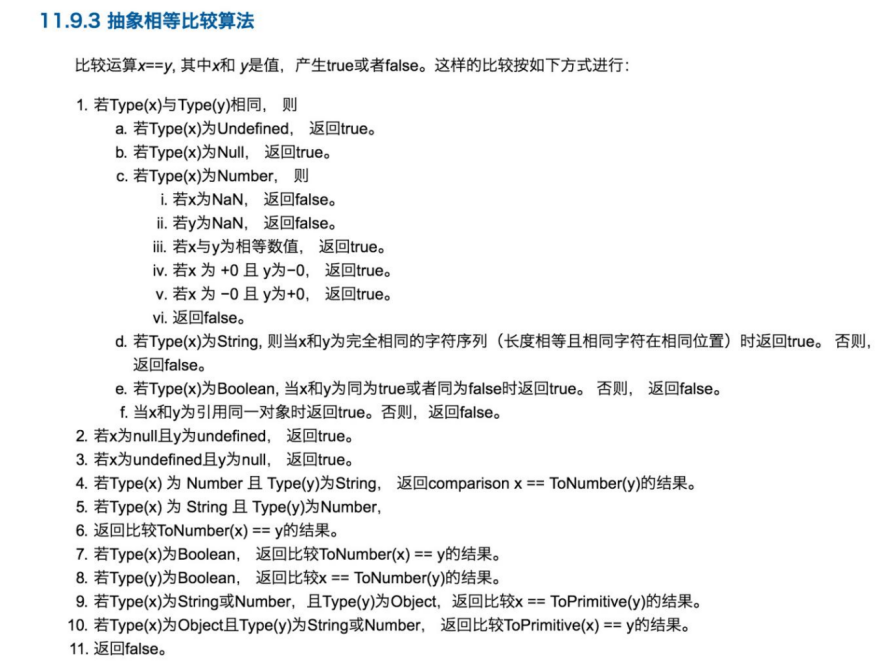 11.9.3 抽象相等比较算法
比较运算x==y, 其中x和 y是值，产生true或者false。这样的比较按如下方式进行：
1. 若Type(x)与Type(y)相同， 则
a. 若Type(x)为Undefined， 返回true。
b. 若Type(x)为Null， 返回true。
c. 若Type(x)为Number， 则
i. 若x为NaN， 返回false。
ii. 若y为NaN， 返回false。
iii. 若x与y为相等数值， 返回true。
iv. 若x 为 +0 且 y为−0， 返回true。
v. 若x 为 −0 且 y为+0， 返回true。
vi. 返回false。
d. 若Type(x)为String, 则当x和y为完全相同的字符序列（长度相等且相同字符在相同位置）时返回true。 否则，
返回false。
e. 若Type(x)为Boolean, 当x和y为同为true或者同为false时返回true。 否则， 返回false。
f. 当x和y为引用同一对象时返回true。否则，返回false。
2. 若x为null且y为undefined， 返回true。
3. 若x为undefined且y为null， 返回true。
4. 若Type(x) 为 Number 且 Type(y)为String， 返回comparison x == ToNumber(y)的结果。
5. 若Type(x) 为 String 且 Type(y)为Number，
6. 返回比较ToNumber(x) == y的结果。
7. 若Type(x)为Boolean， 返回比较ToNumber(x) == y的结果。
8. 若Type(y)为Boolean， 返回比较x == ToNumber(y)的结果。
9. 若Type(x)为String或Number，且Type(y)为Object，返回比较x == ToPrimitive(y)的结果。
10. 若Type(x)为Object且Type(y)为String或Number， 返回比较ToPrimitive(x) == y的结果。
11. 返回false。